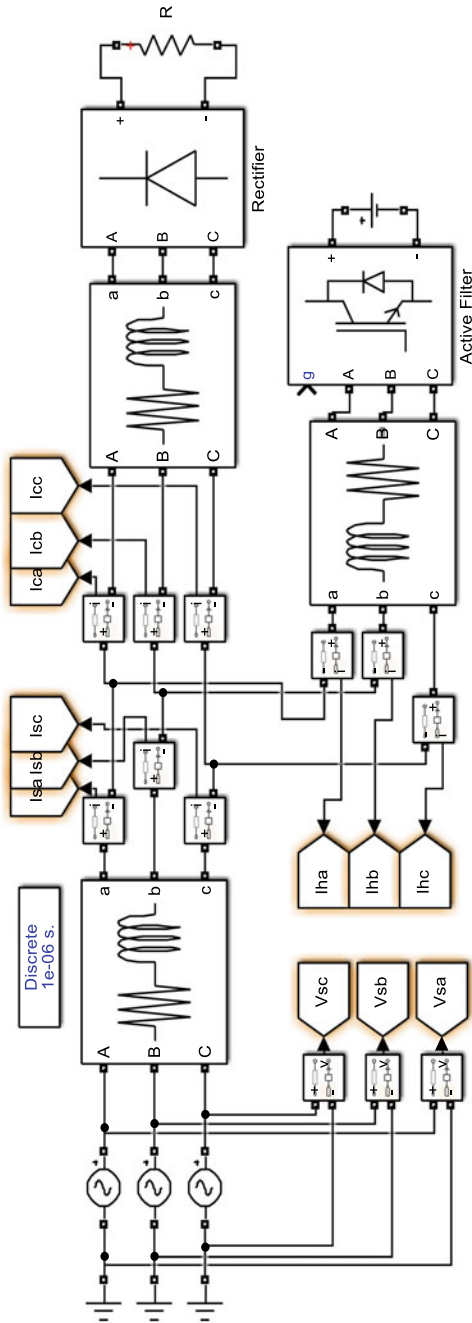 Discrete
1e-06 s.
A
B
C
a
b
c
+
+
+
Isa
Isb
Isc
i
+
-
i
+
-
i
+
-
Ica
Icb
Icc
i
+
-
i
+
-
i
+
-
A
B
C
a
b
c
A
B
C
+
-
Rectifier
+
R
Vsc
Vsb
Vsa
+
v
-
+
v
-
+
v
-
Iha
Ihb
Ihc
+
i
-
+
i
-
+
i
-
a
b
c
A
B
C
g
A
B
C
+
-
Active Filter
+